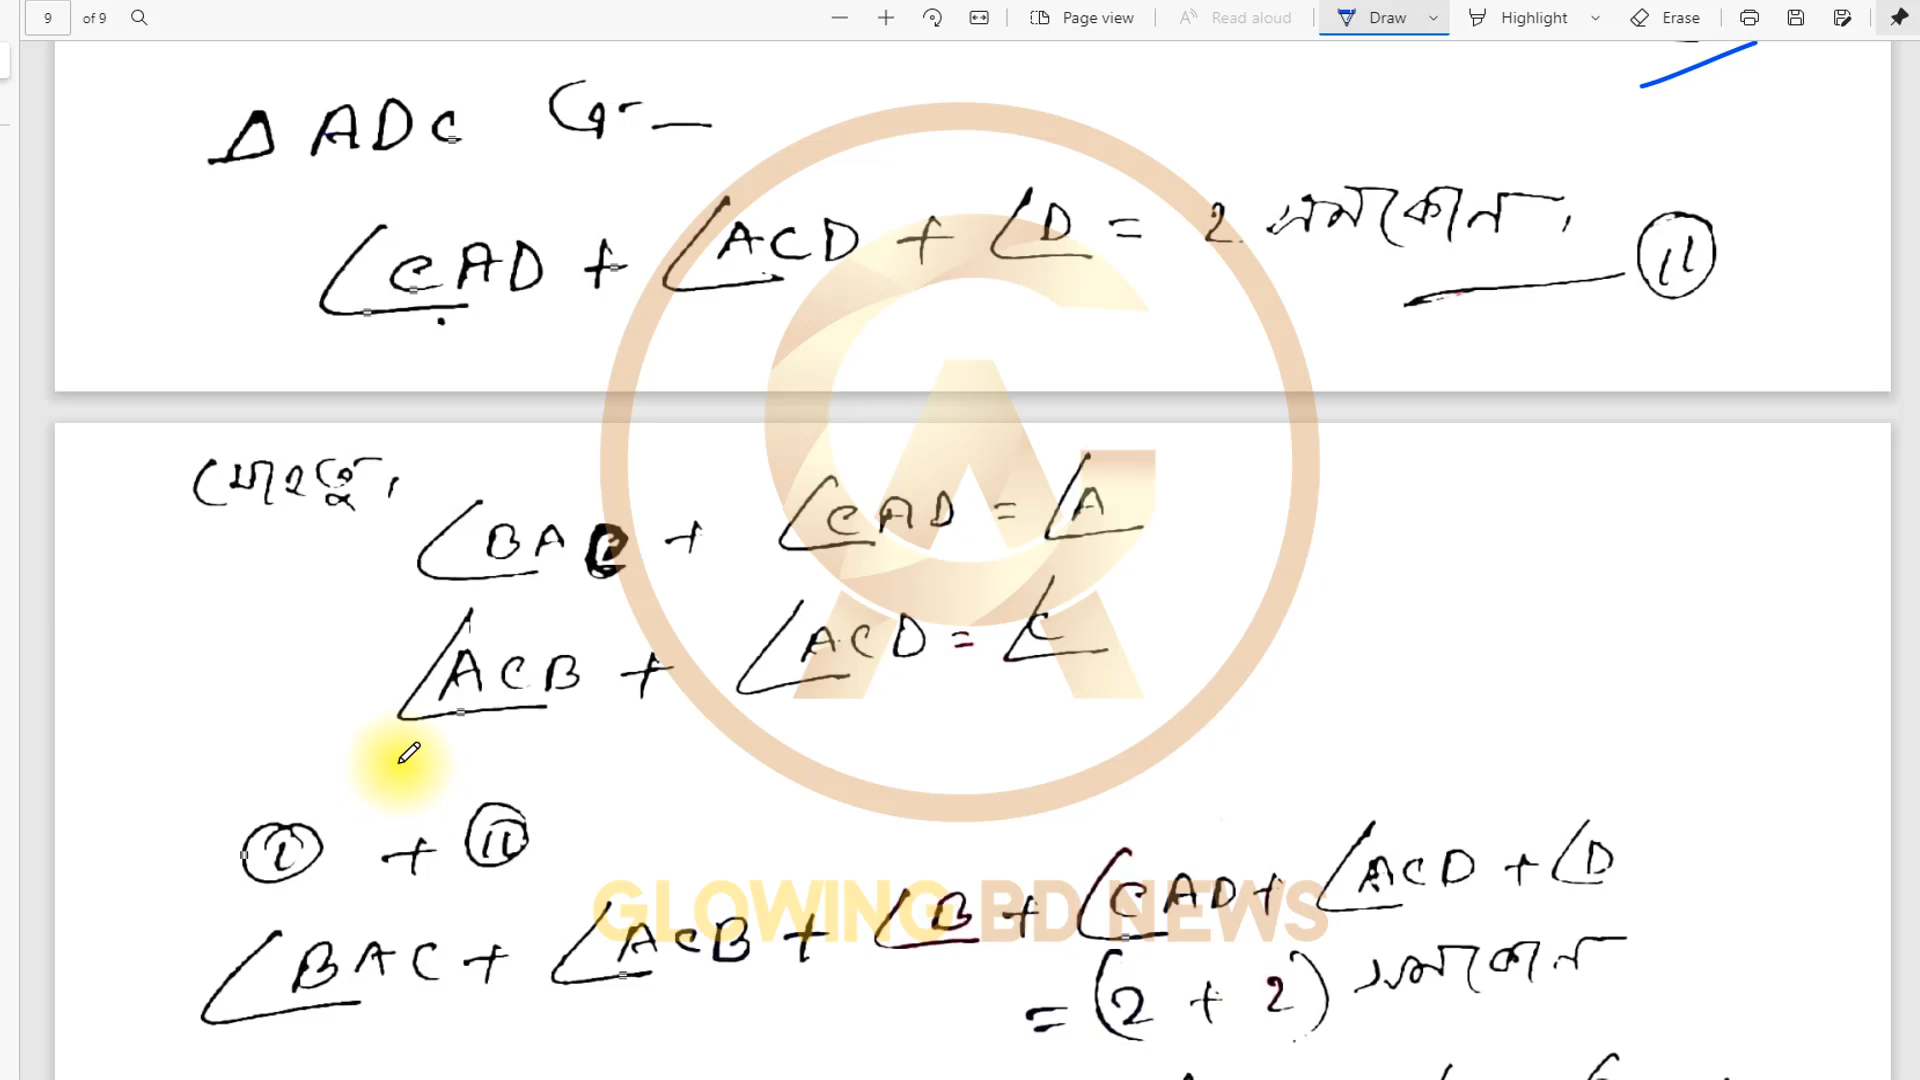 9 of 9 Page view Read aloud Draw Highlight Erase
Δ ADC
∠CAD + ∠ACD + ∠D = 2 সমকোন। (ii)
যেহেতু,
∠BAC + ∠CAD = ∠A
∠ACB + ∠ACD = ∠C
(i) + (ii)
∠BAC + ∠ACB + ∠B + ∠CAD + ∠ACD + ∠D
= (2 + 2) সমকোন
GLOWING BD NEWS